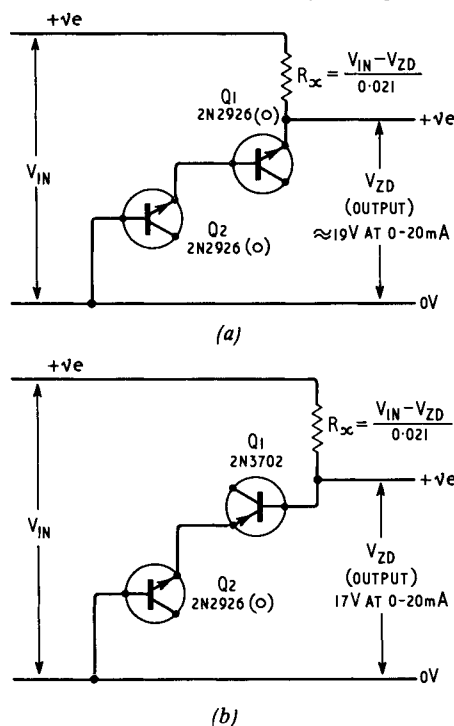 +ve
Q1
2N2926(o)
Rx = VIN−VZD
0·021
+ve
VIN
Q2
2N2926(o)
VZD
(OUTPUT)
≈19V AT 0-20mA
0V
(a)
+ve
Q1
2N3702
Rx = VIN−VZD
0·021
+ve
VIN
Q2
2N2926(o)
VZD
(OUTPUT)
17V AT 0-20mA
0V
(b)